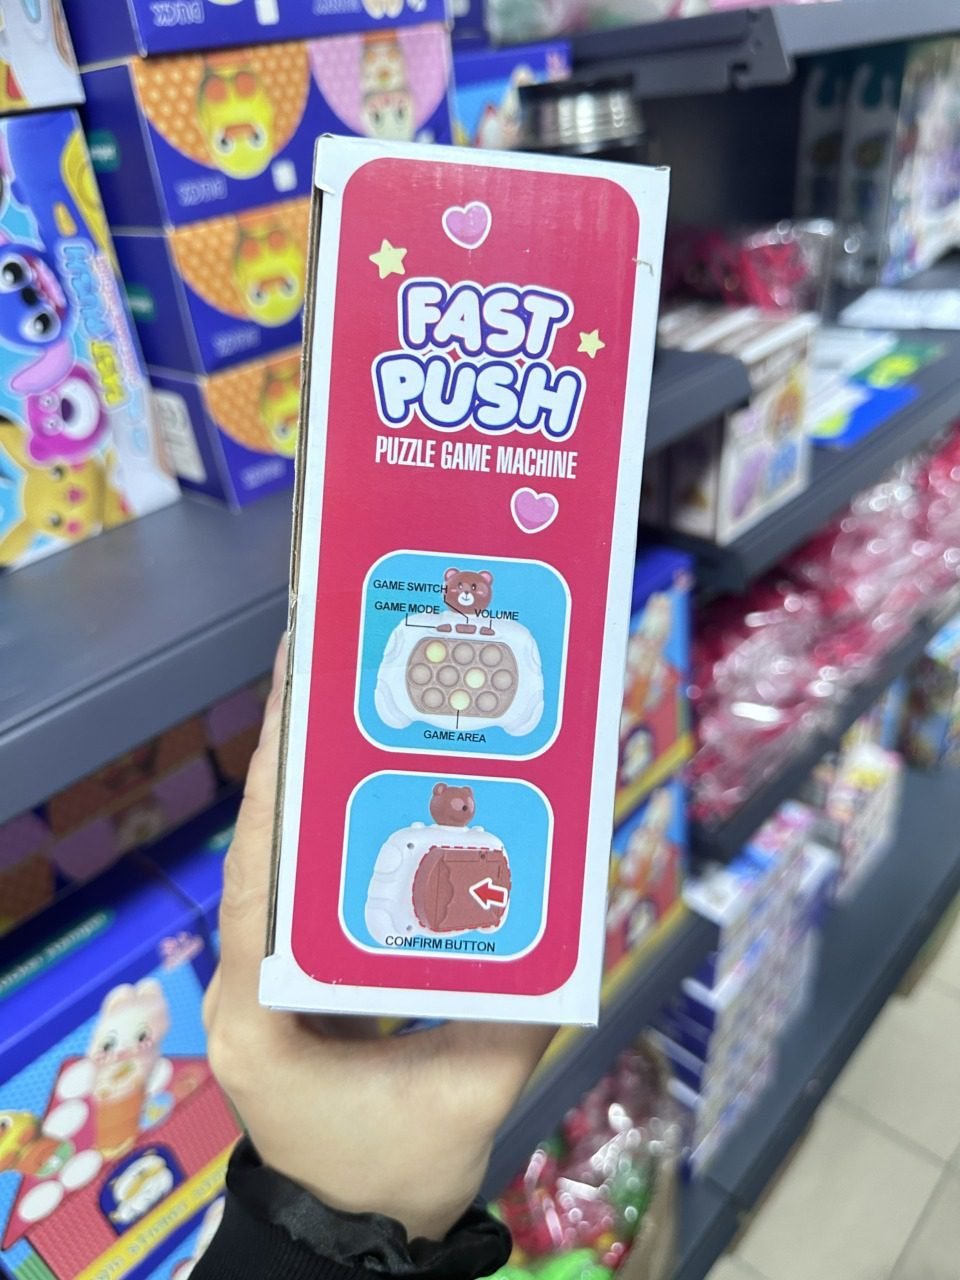 FAST
PUSH
PUZZLE GAME MACHINE
GAME SWITCH
GAME MODE
VOLUME
GAME AREA
CONFIRM BUTTON